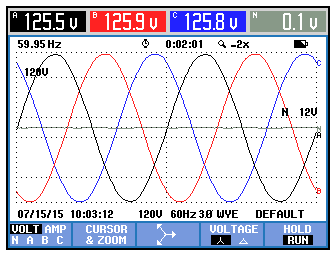 A 125.5 V B 125.9 V C 125.8 V N 0.1 V
59.95 Hz 0:02:01 -2x
120V
C
N 12V
N
A
B
07/15/15 10:03:12 120V 60Hz 3Ø WYE DEFAULT
VOLT AMP CURSOR VOLTAGE HOLD
N A B C & ZOOM RUN